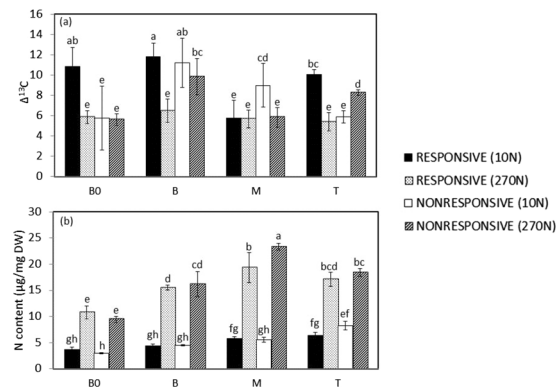 (a)
16
14
12
10
8
6
4
2
0
Δ¹³C
ab
e
e
e
a
e
ab
bc
e
e
cd
e
bc
e
e
d
B0
B
M
T
RESPONSIVE (10N)
RESPONSIVE (270N)
NONRESPONSIVE (10N)
NONRESPONSIVE (270N)
(b)
30
25
20
15
10
5
0
N content (µg/mg DW)
gh
e
h
e
gh
d
gh
cd
fg
b
gh
a
fg
bcd
ef
bc
B0
B
M
T